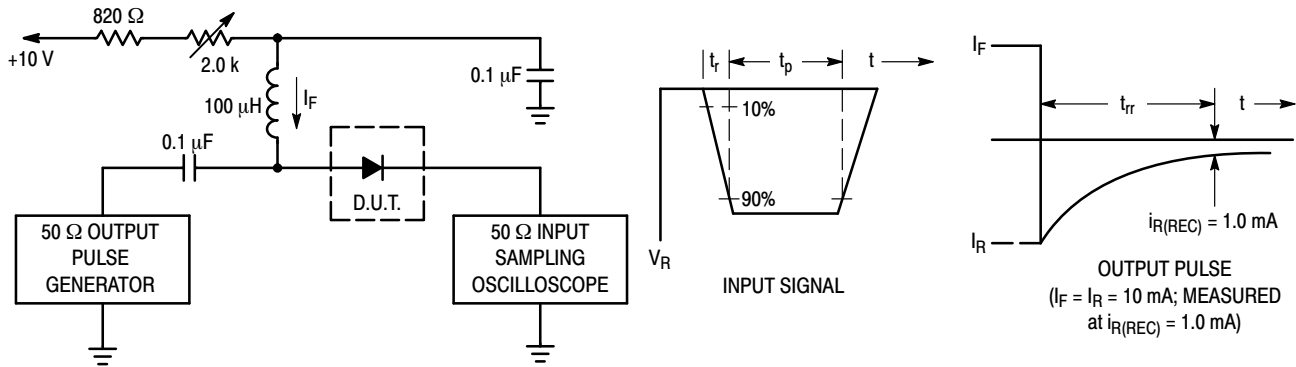 820 Ω
+10 V
2.0 k
100 μH
I_F
0.1 μF
0.1 μF
D.U.T.
50 Ω OUTPUT
PULSE
GENERATOR
50 Ω INPUT
SAMPLING
OSCILLOSCOPE
t_r
t_p
t
10%
90%
V_R
INPUT SIGNAL
I_F
t_rr
t
i_R(REC) = 1.0 mA
I_R
OUTPUT PULSE
(I_F = I_R = 10 mA; MEASURED
at i_R(REC) = 1.0 mA)